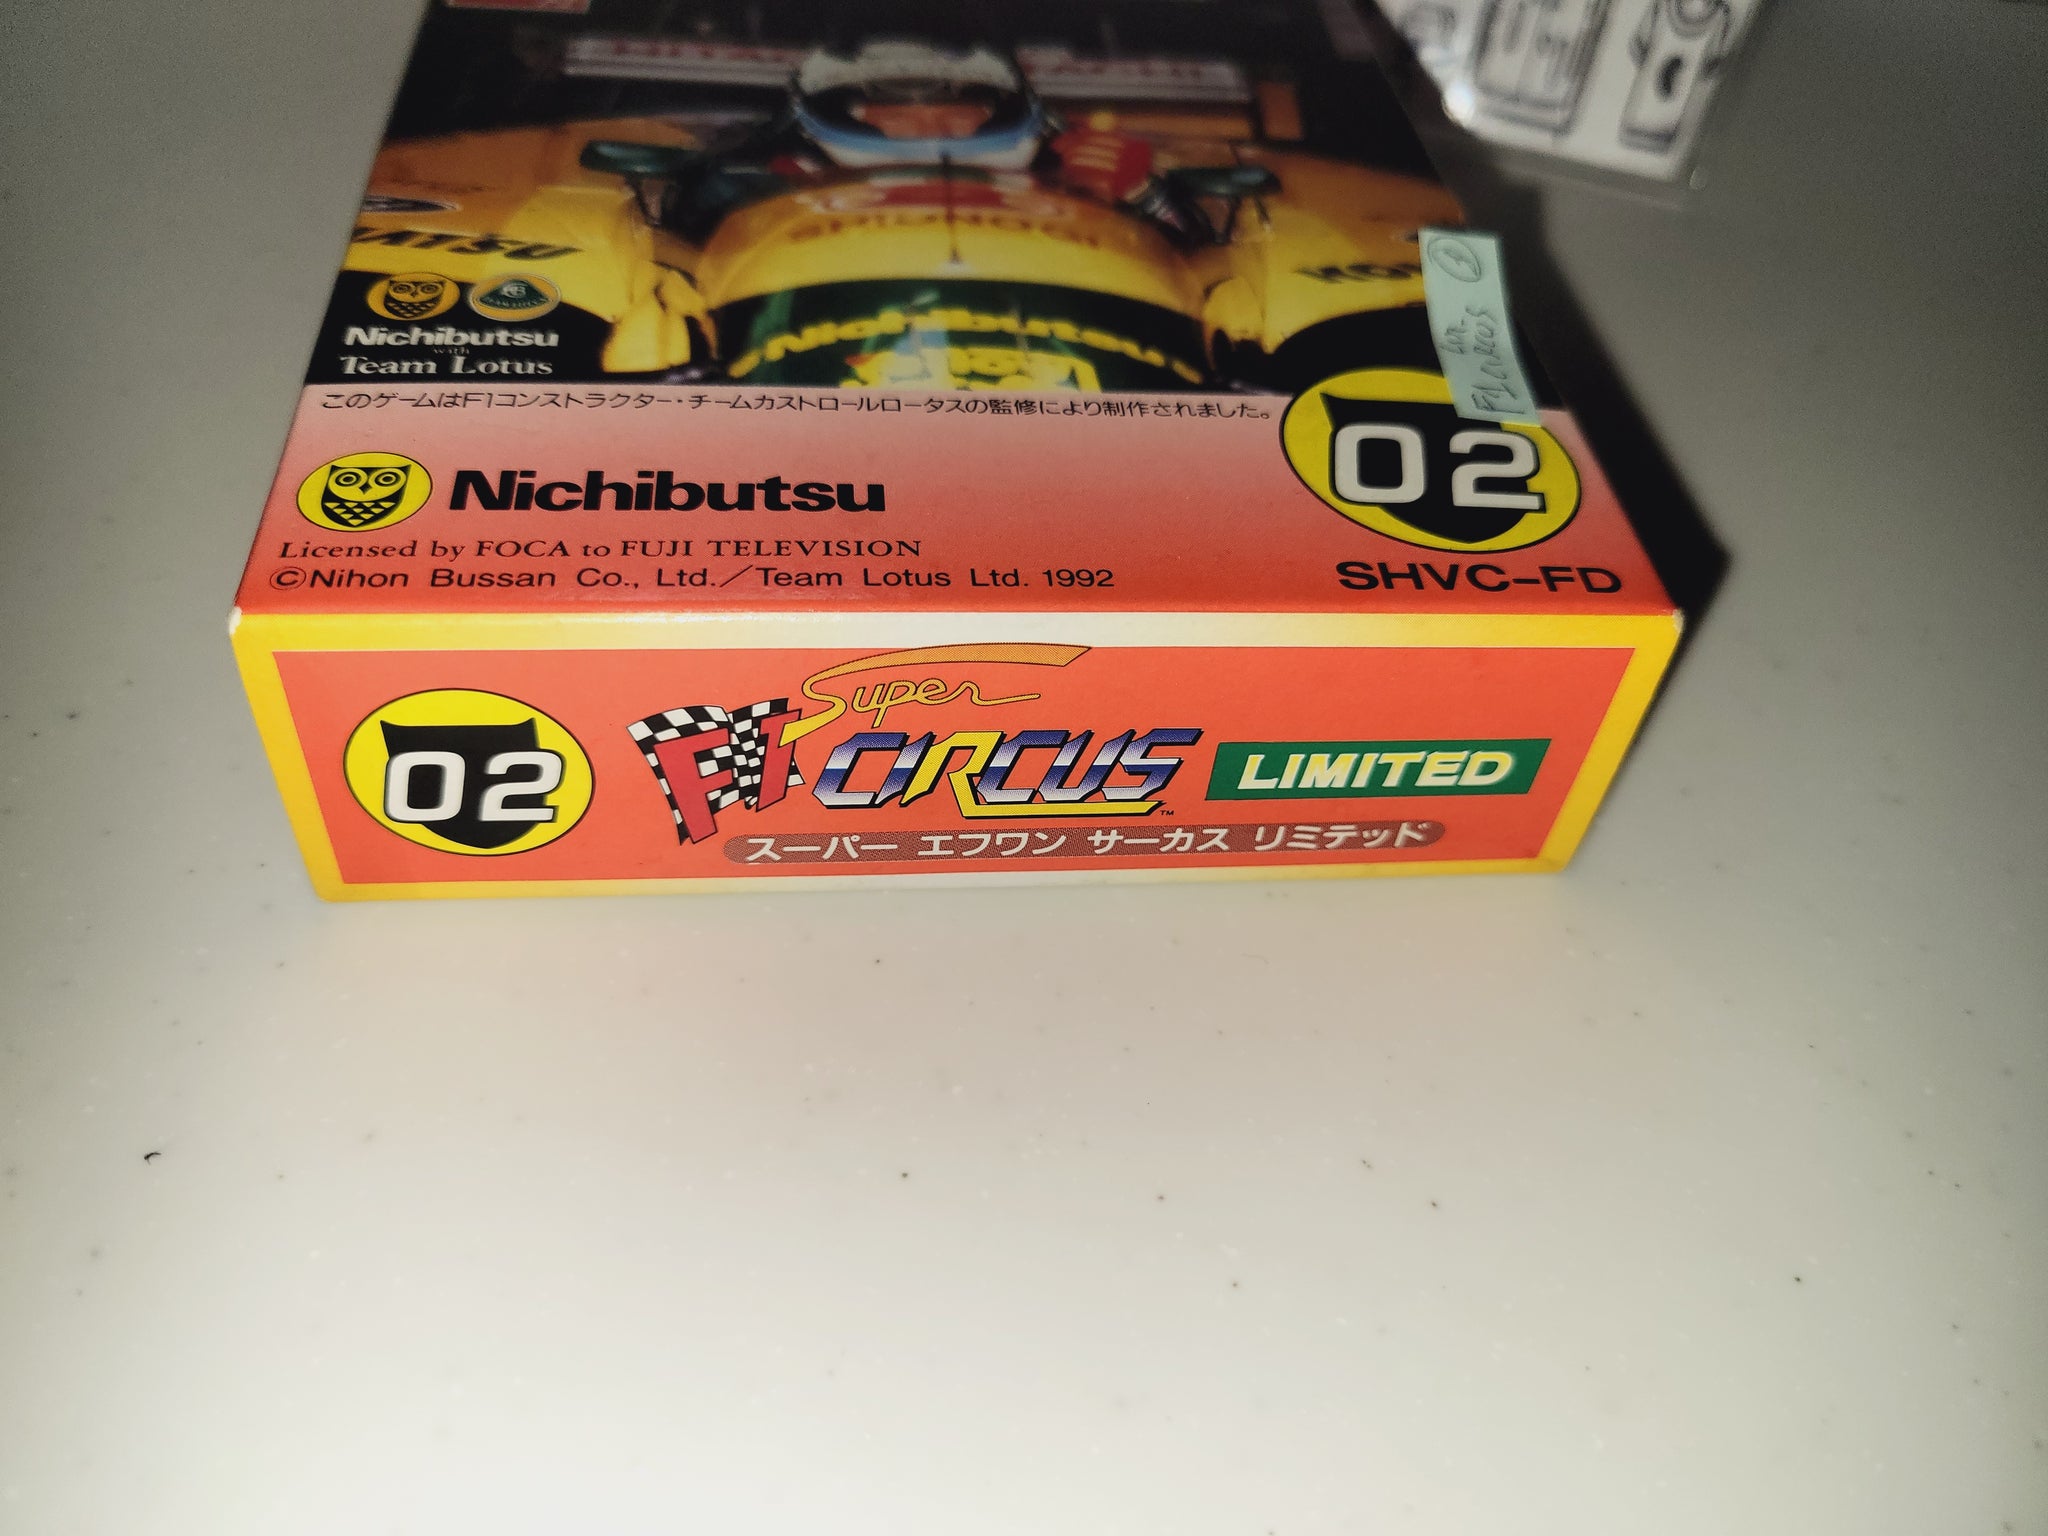 SHIONOGI
Nichibutsu
Nichibutsu
with
Team Lotus
このゲームはF1コンストラクター・チームカストロールロータスの監修により制作されました。
F1 CIRCUS
02
Nichibutsu
Licensed by FOCA to FUJI TELEVISION
©Nihon Bussan Co., Ltd.／Team Lotus Ltd. 1992
SHVC-FD
02
Super
F1 CIRCUS™ LIMITED
スーパー エフワン サーカス リミテッド